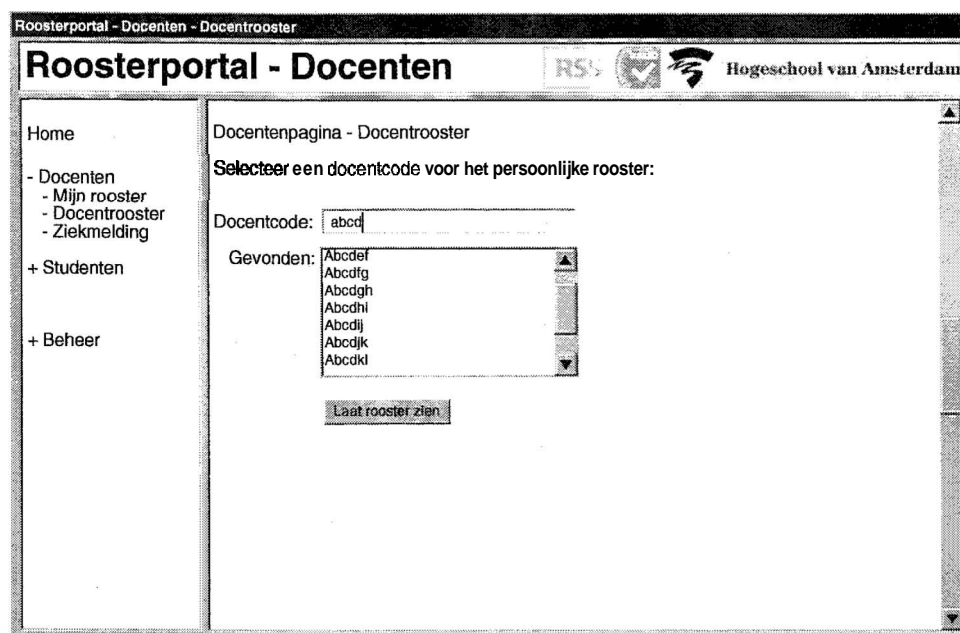 Roosterportal - Docenten - Docentrooster
Roosterportal - Docenten
RSS
Hogeschool van Amsterdam
Home
- Docenten
- Mijn rooster
- Docentrooster
- Ziekmelding
+ Studenten
+ Beheer
Docentenpagina - Docentrooster
Selecteer een docentcode voor het persoonlijke rooster:
Docentcode: abcd
Gevonden:
Abcdef
Abcdfg
Abcdgh
Abcdhi
Abcdij
Abcdjk
Abcdkl
Laat rooster zien